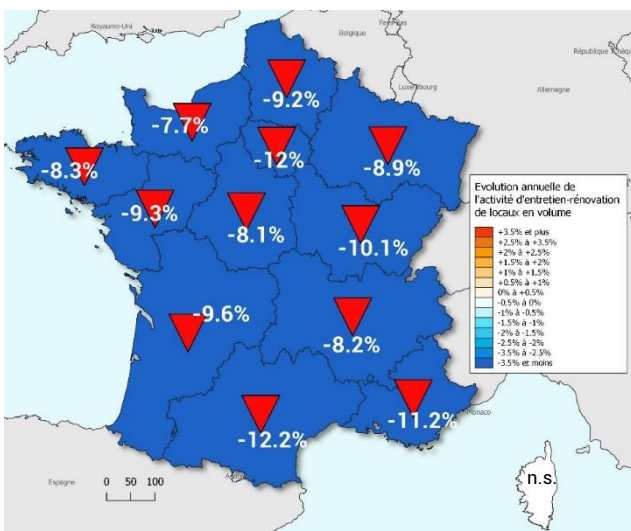 Royaume-Uni
Pays-Bas
Belgique
République Tchèque
Luxembourg
Allemagne
-9.2%
-7.7%
-12%
-8.9%
-8.3%
-9.3%
-8.1%
-10.1%
-9.6%
-8.2%
-11.2%
-12.2%
Evolution annuelle de
l'activité d'entretien-rénovation
de locaux en volume
+3.5% et plus
+2.5% à +3.5%
+2% à +2.5%
+1.5% à +2%
+1% à +1.5%
+0.5% à +1%
0% à +0.5%
-0.5% à 0%
-1% à -0.5%
-1.5% à -1%
-2% à -1.5%
-2.5% à -2%
-3.5% à -2.5%
-3.5% et moins
Monaco
n.s.
Espagne
0 50 100